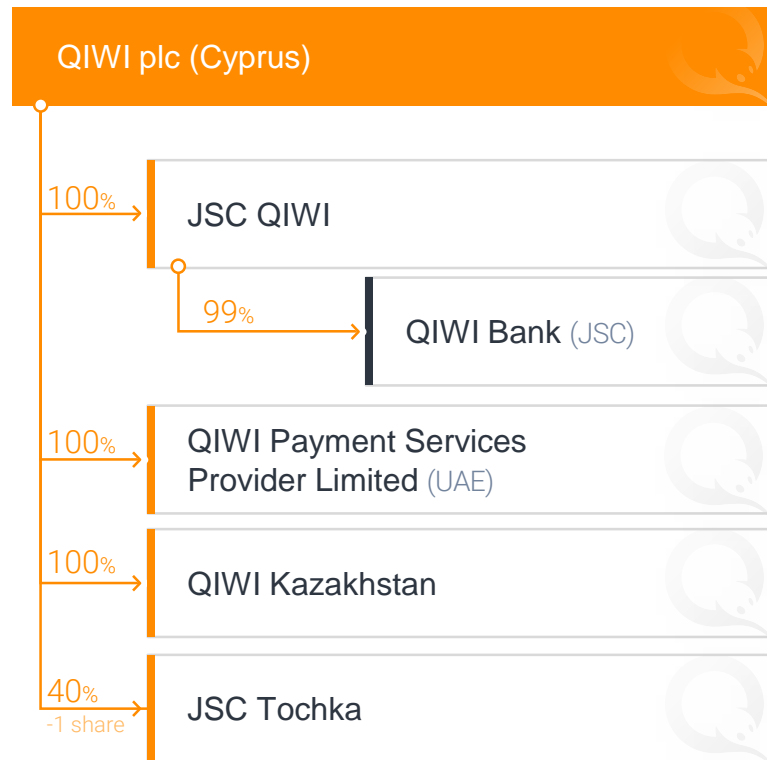 QIWI plc (Cyprus)
100%
JSC QIWI
99%
QIWI Bank (JSC)
100%
QIWI Payment Services
Provider Limited (UAE)
100%
QIWI Kazakhstan
40%
-1 share
JSC Tochka